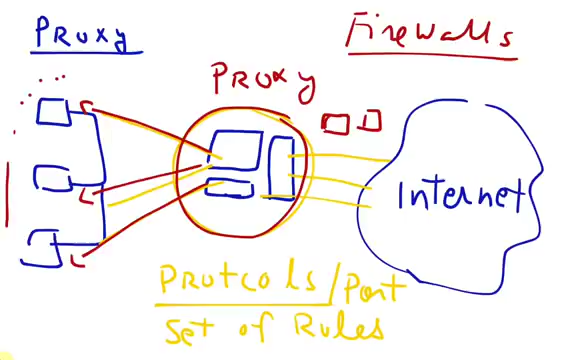 Proxy
Firewalls
Proxy
Internet
Protcols/Port
Set of Rules